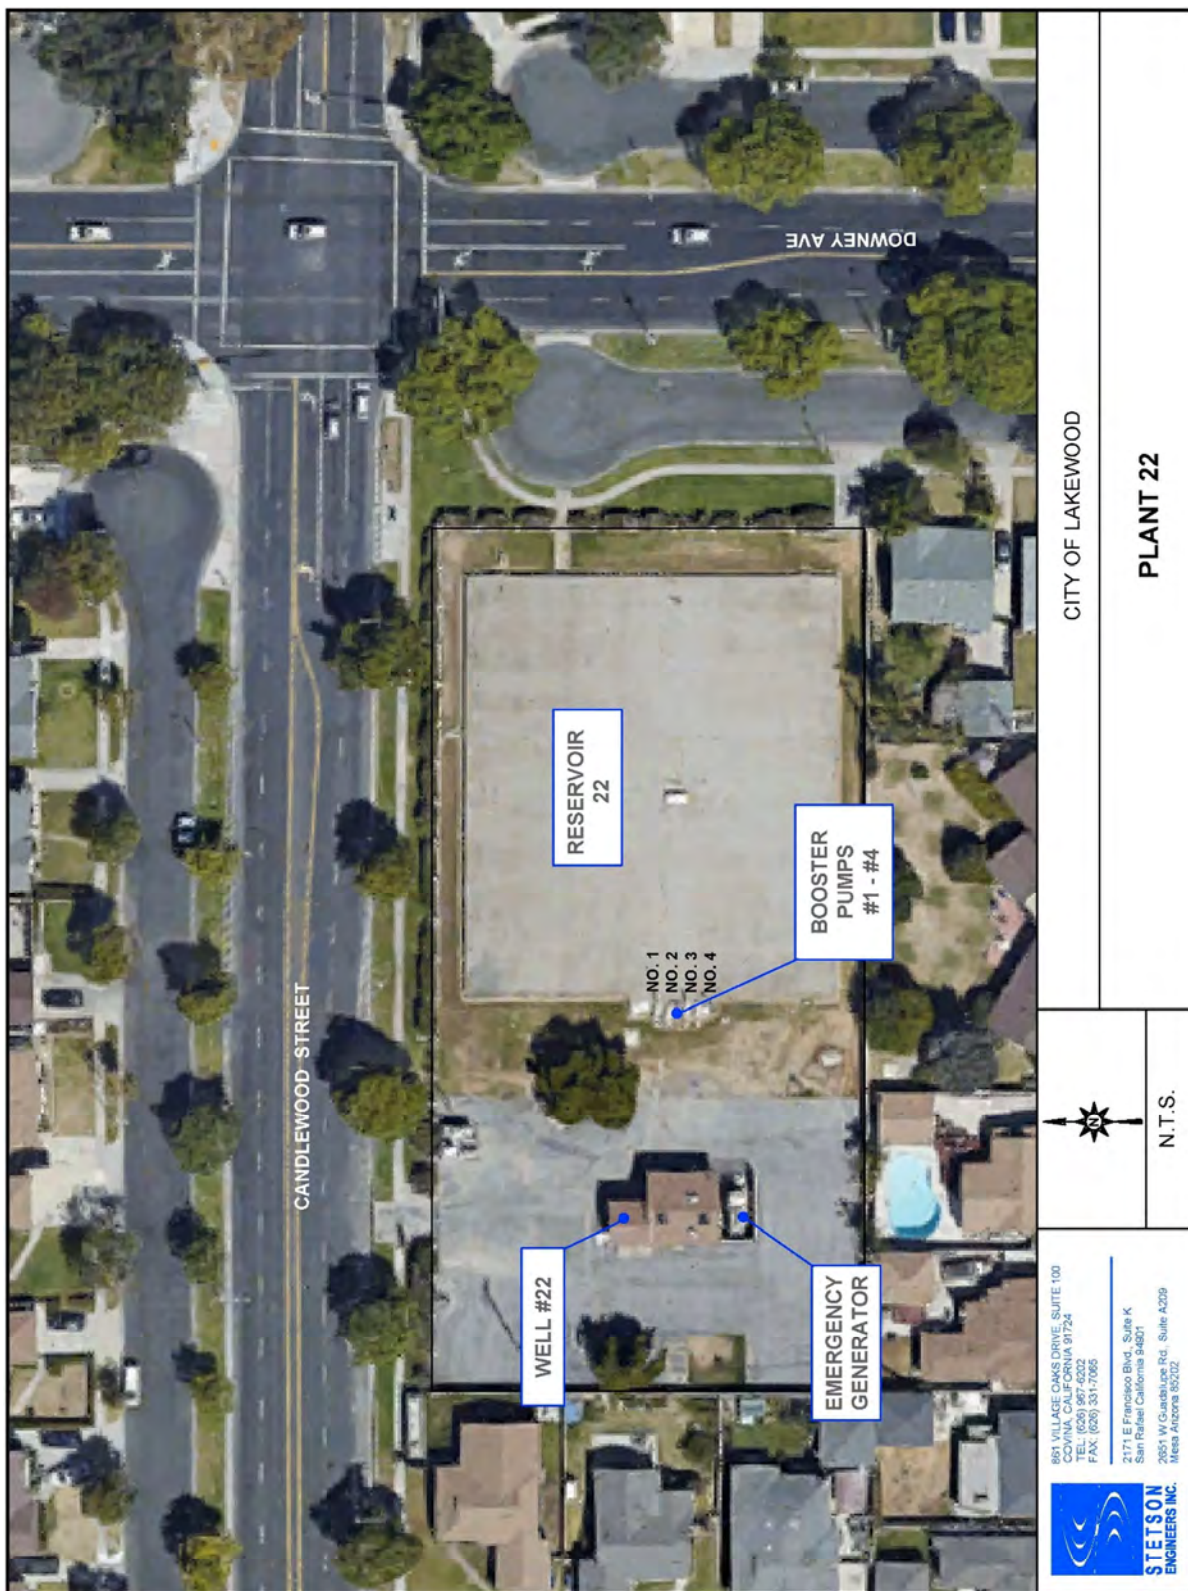 CANDLEWOOD STREET
DOWNEY AVE
WELL #22
RESERVOIR
22
NO. 1
NO. 2
NO. 3
NO. 4
BOOSTER
PUMPS
#1 - #4
EMERGENCY
GENERATOR
STETSON
ENGINEERS INC.
861 VILLAGE OAKS DRIVE, SUITE 100
COVINA, CALIFORNIA 91724
TEL: (626) 967-6202
FAX: (626) 331-7065
2171 E Francisco Blvd., Suite K
San Rafael California 94901
2651 W Guadalupe Rd., Suite A209
Mesa Arizona 85202
N
N.T.S.
CITY OF LAKEWOOD
PLANT 22